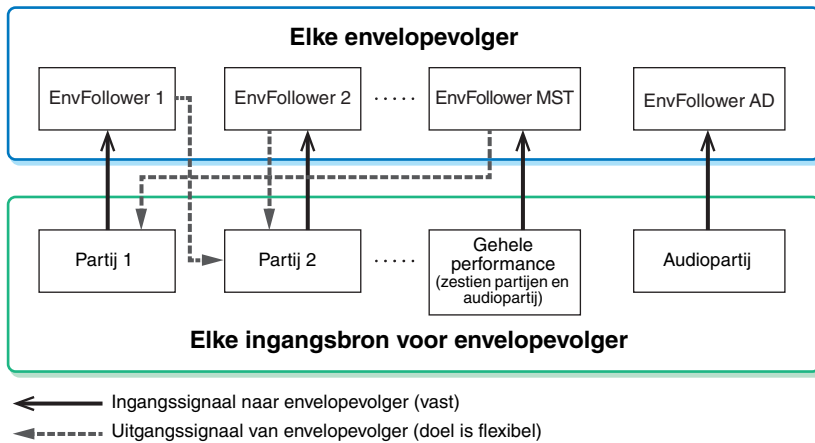 Elke envelopevolger
EnvFollower 1
EnvFollower 2
·····
EnvFollower MST
EnvFollower AD
Partij 1
Partij 2
·····
Gehele
performance
(zestien partijen en
audiopartij)
Audiopartij
Elke ingangsbron voor envelopevolger
Ingangssignaal naar envelopevolger (vast)
Uitgangssignaal van envelopevolger (doel is flexibel)